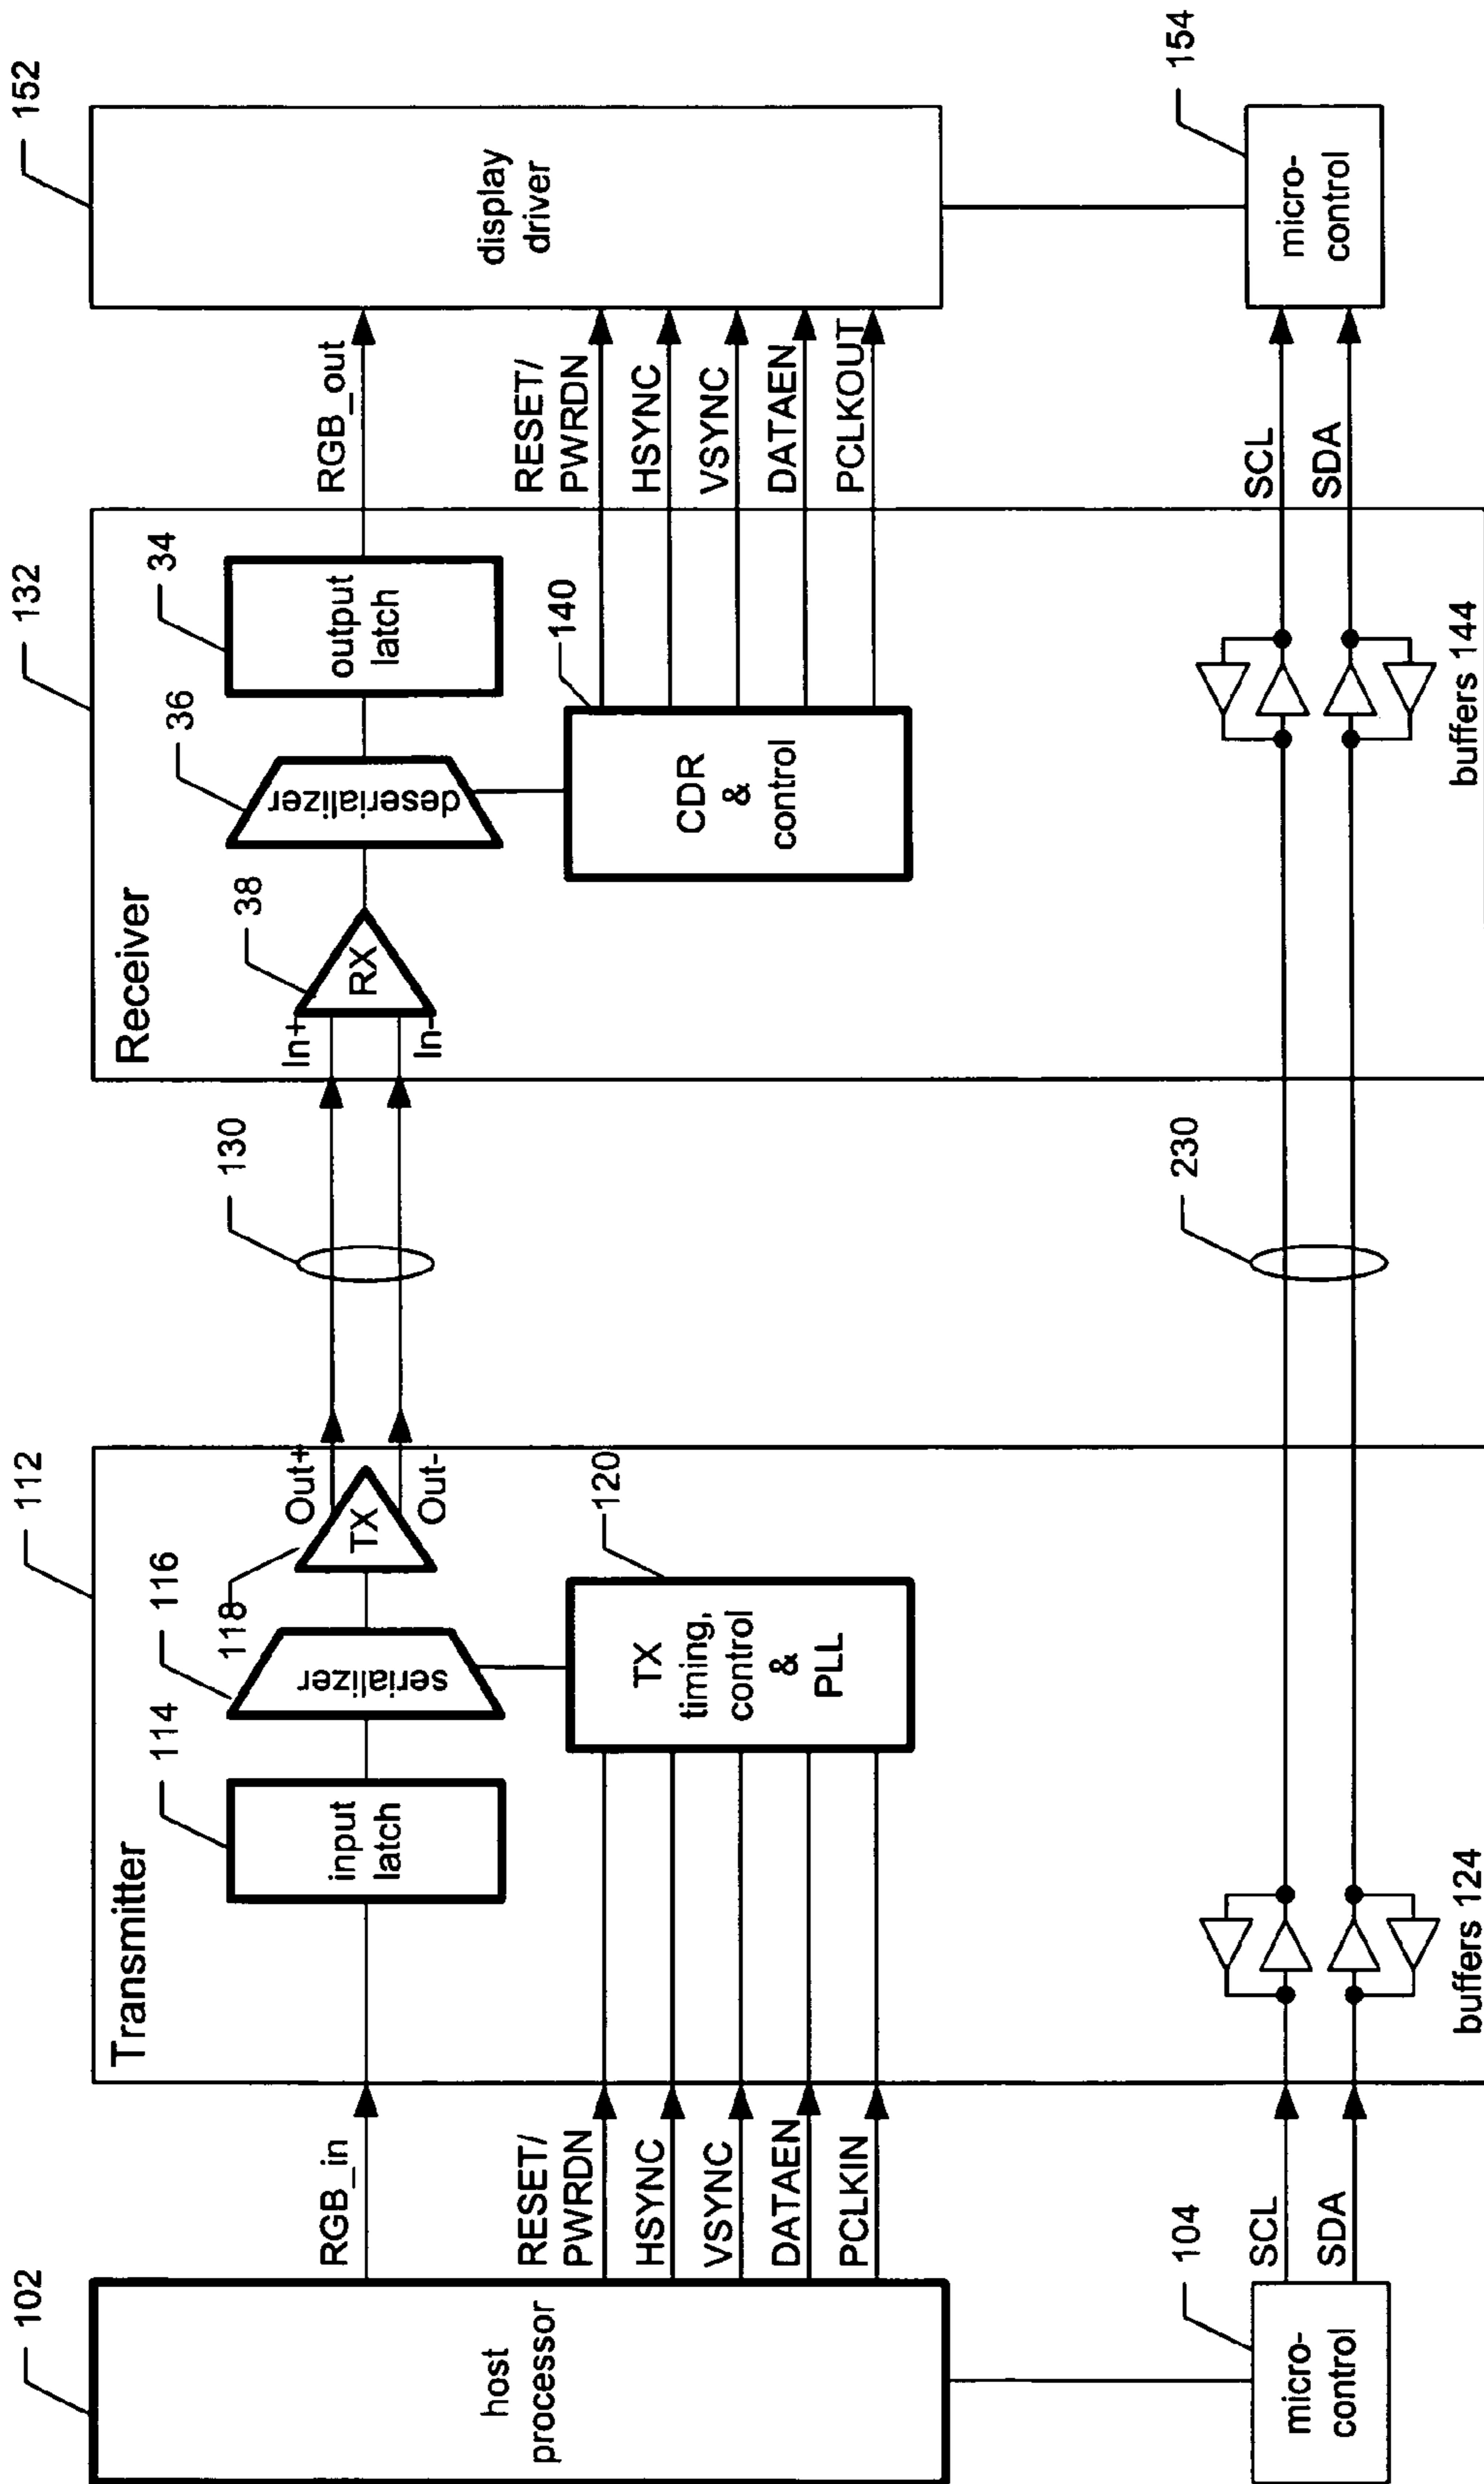 102
host
processor
104
micro-
control
RGB_in
RESET/
PWRDN
HSYNC
VSYNC
DATAEN
PCLKIN
SCL
SDA
112
Transmitter
114
input
latch
116
serializer
118
TX
Out+
Out-
120
TX
timing,
control
&
PLL
buffers 124
130
230
132
Receiver
In+
In-
38
RX
36
deserializer
34
output
latch
140
CDR
&
control
buffers 144
RGB_out
RESET/
PWRDN
HSYNC
VSYNC
DATAEN
PCLKOUT
SCL
SDA
152
display
driver
154
micro-
control